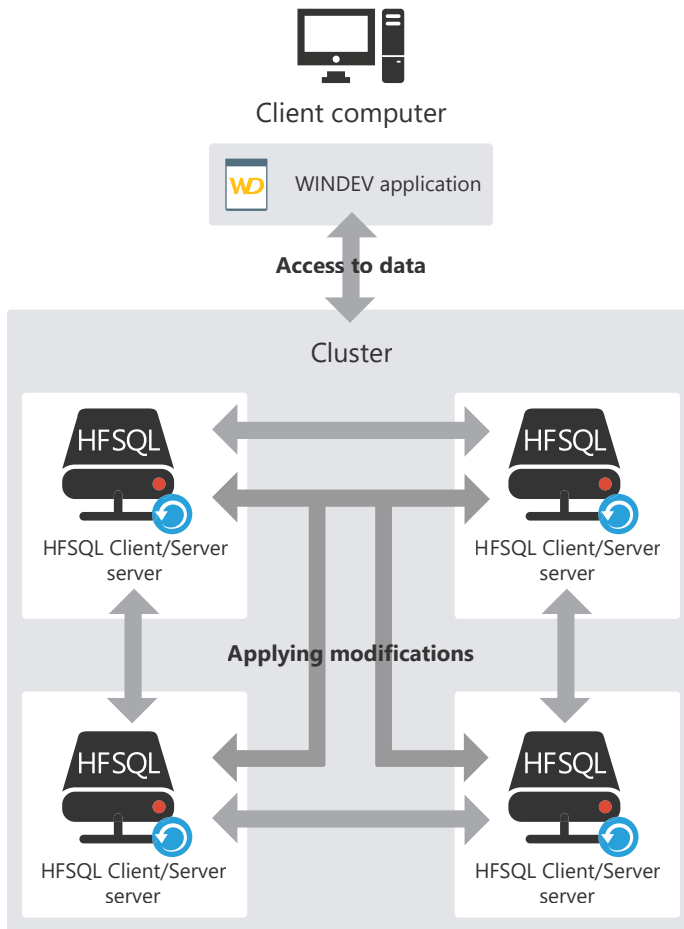 Client computer
WD
WINDEV application
Access to data
Cluster
HFSQL
HFSQL Client/Server
server
HFSQL
HFSQL Client/Server
server
Applying modifications
HFSQL
HFSQL Client/Server
server
HFSQL
HFSQL Client/Server
server